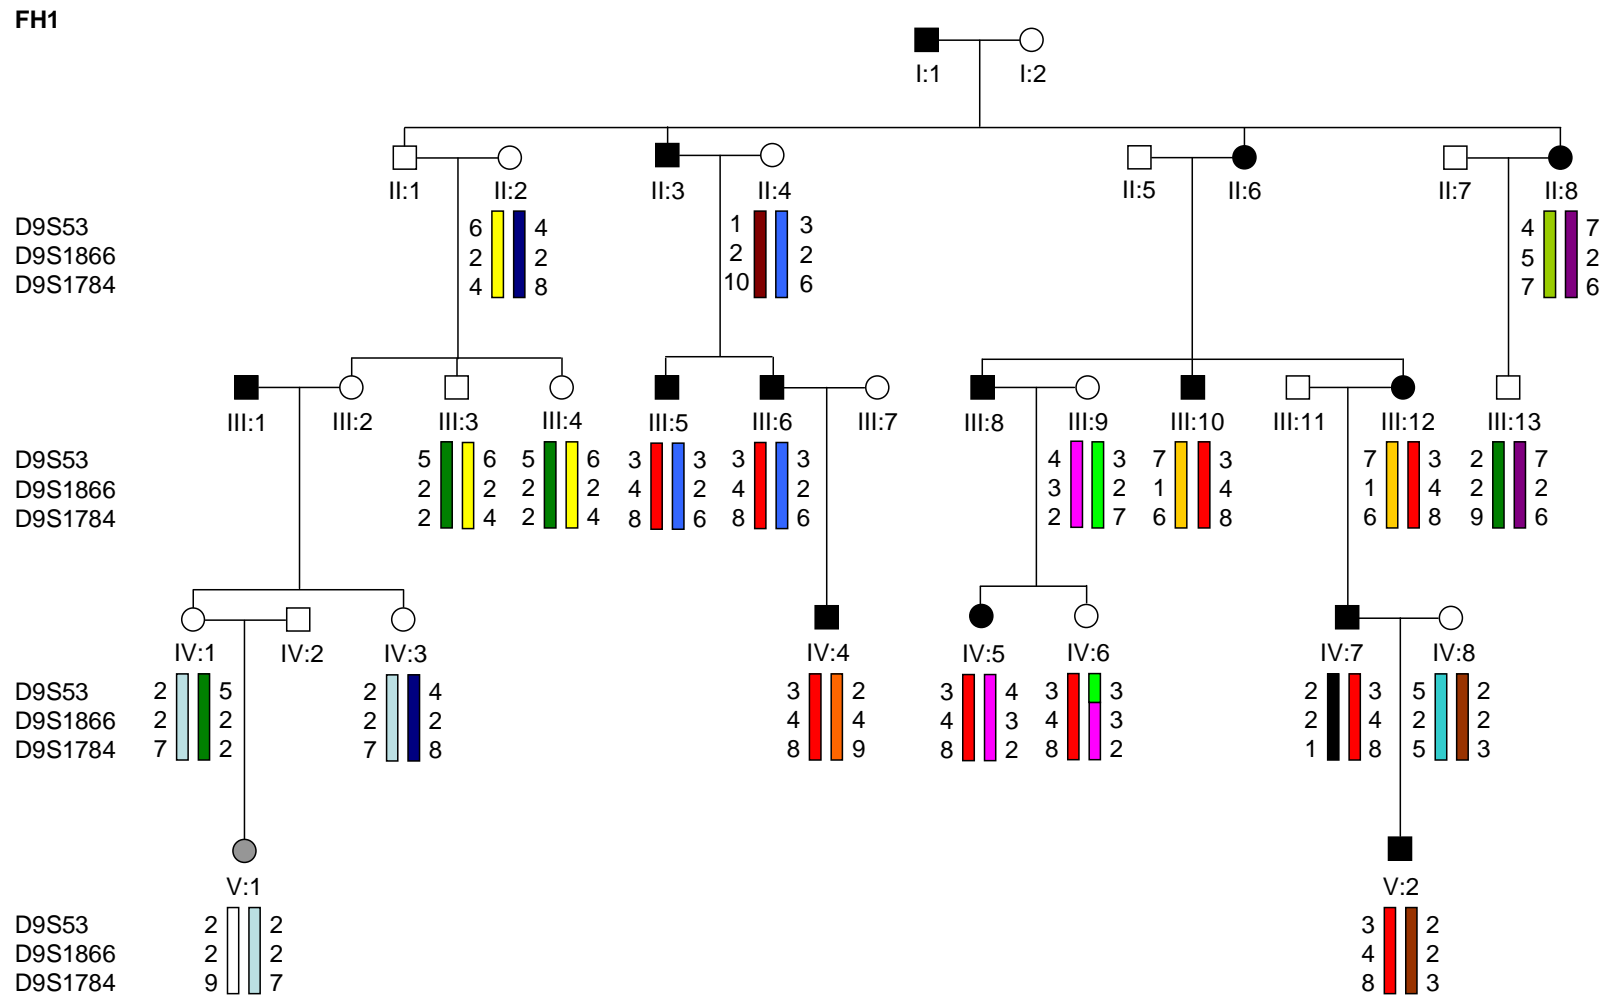 FH1
I:1 I:2
II:1 II:2 II:3 II:4 II:5 II:6 II:7 II:8
D9S53 6 4 1 3 4 7
D9S1866 2 2 2 2 5 2
D9S1784 4 8 10 6 7 6
III:1 III:2 III:3 III:4 III:5 III:6 III:7 III:8 III:9 III:10 III:11 III:12 III:13
D9S53 5 6 5 6 3 3 3 3 4 3 7 3 7 3 2 7
D9S1866 2 2 2 2 4 2 4 2 3 2 1 4 1 4 2 2
D9S1784 2 4 2 4 8 6 8 6 2 7 6 8 6 8 9 6
IV:1 IV:2 IV:3 IV:4 IV:5 IV:6 IV:7 IV:8
D9S53 2 5 2 4 3 2 3 4 3 3 2 3 5 2
D9S1866 2 2 2 2 4 4 4 3 4 3 2 4 2 2
D9S1784 7 2 7 8 8 9 8 2 8 2 1 8 5 3
V:1 V:2
D9S53 2 2 3 2
D9S1866 2 2 4 2
D9S1784 9 7 8 3